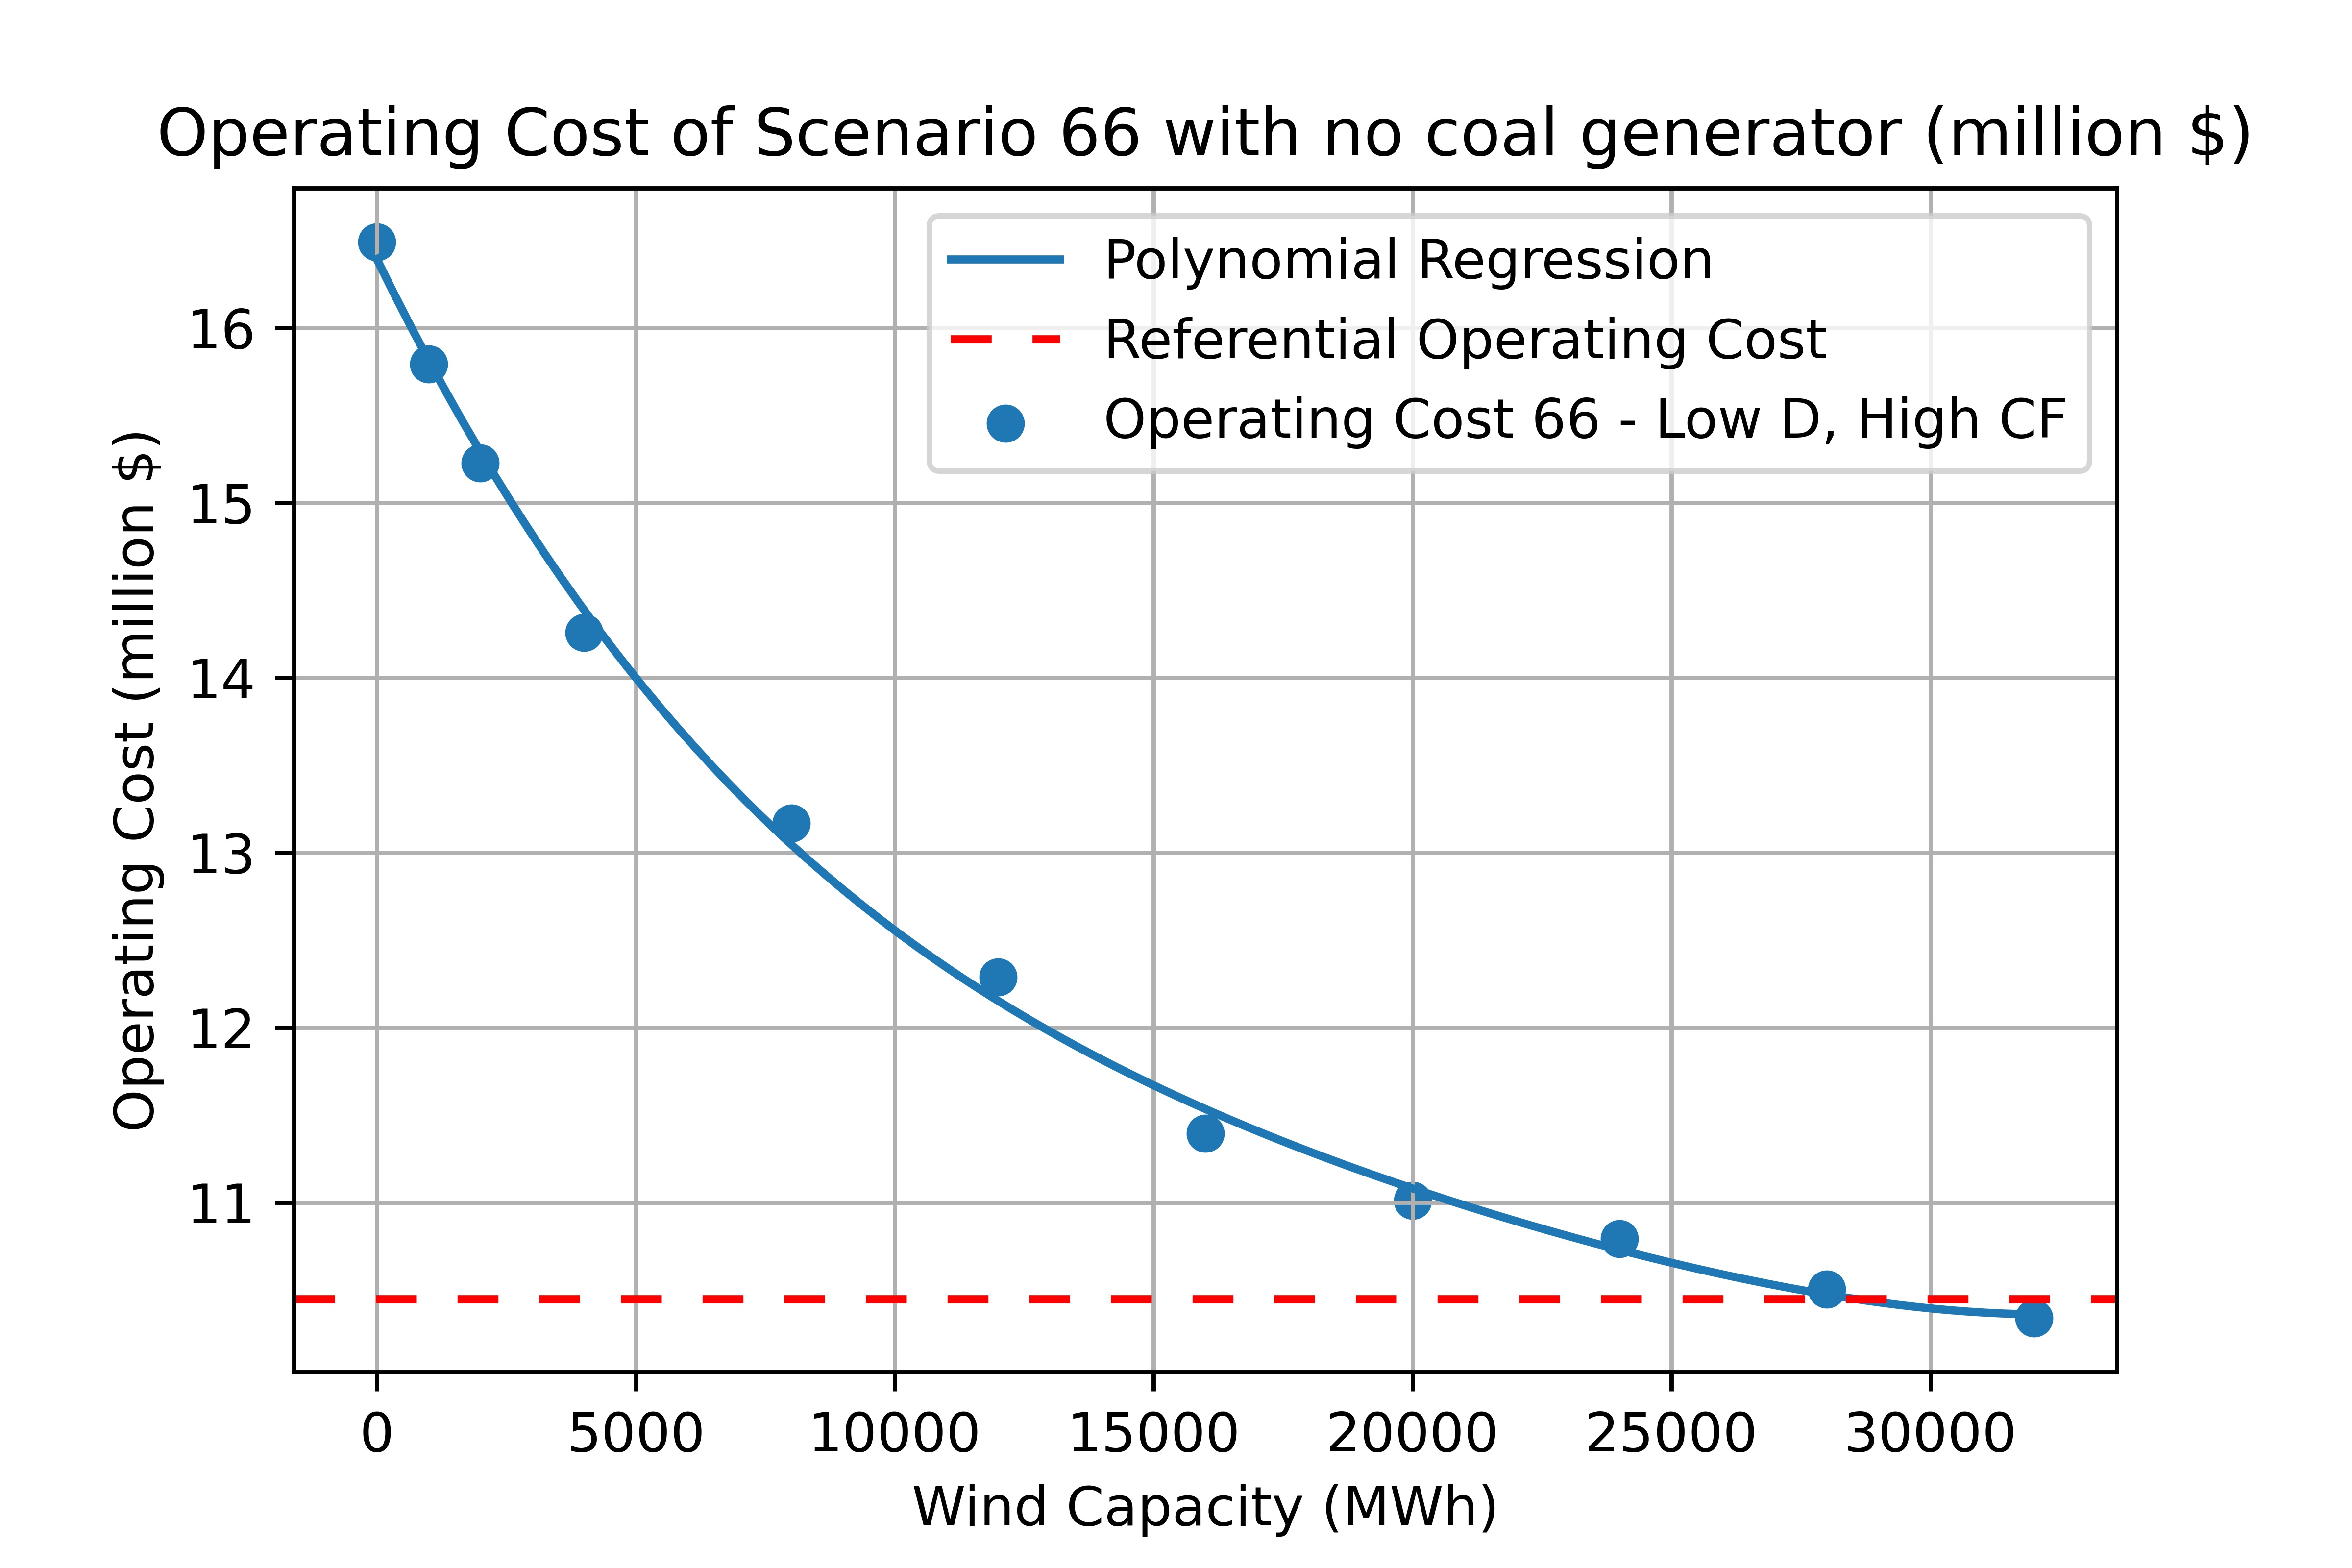 Operating Cost of Scenario 66 with no coal generator (million $)
Polynomial Regression
Referential Operating Cost
Operating Cost 66 - Low D, High CF
Operating Cost (million $)
16
15
14
13
12
11
0 5000 10000 15000 20000 25000 30000
Wind Capacity (MWh)